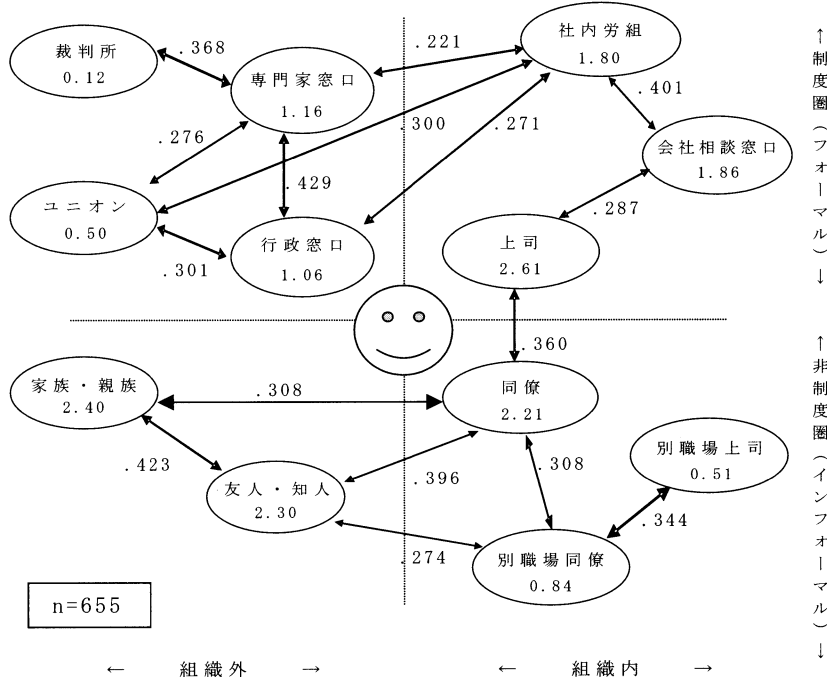 裁判所
0.12
.368
専門家窓口
1.16
.221
社内労組
1.80
.401
会社相談窓口
1.86
.276
.300
.271
.429
.287
ユニオン
0.50
.301
行政窓口
1.06
上司
2.61
.360
家族・親族
2.40
.308
同僚
2.21
.423
友人・知人
2.30
.396
.308
別職場上司
0.51
.344
.274
別職場同僚
0.84
n=655
← 組織外 →
← 組織内 →
↑制度圏(フォーマル)↓
↑非制度圏(インフォーマル)↓